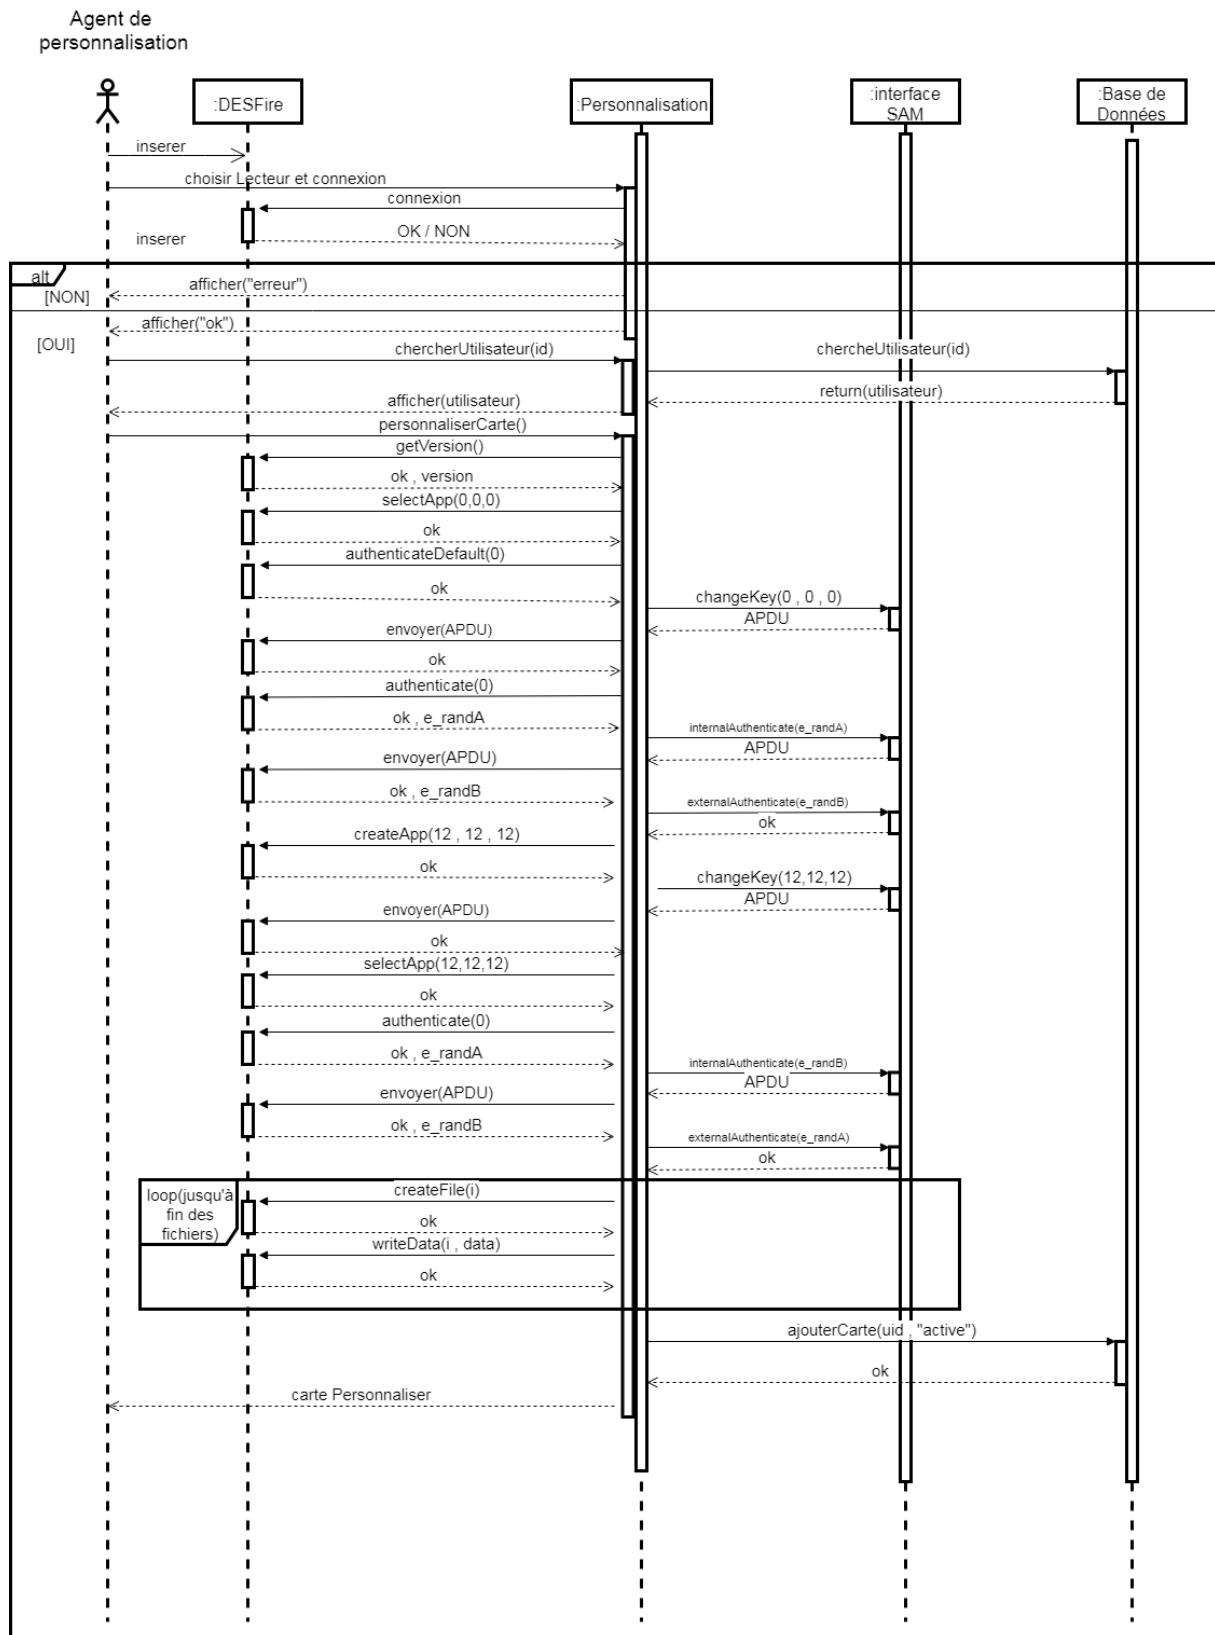 Agent de
personnalisation
:DESFire
:Personnalisation
:interface
SAM
:Base de
Données
inserer
choisir Lecteur et connexion
connexion
OK / NON
inserer
alt
afficher("erreur")
[NON]
afficher("ok")
[OUI]
chercherUtilisateur(id)
chercheUtilisateur(id)
return(utilisateur)
afficher(utilisateur)
personnaliserCarte()
getVersion()
ok , version
selectApp(0,0,0)
ok
authenticateDefault(0)
ok
changeKey(0 , 0 , 0)
APDU
envoyer(APDU)
ok
authenticate(0)
ok , e_randA
internalAuthenticate(e_randA)
APDU
envoyer(APDU)
ok , e_randB
externalAuthenticate(e_randB)
ok
createApp(12 , 12 , 12)
ok
changeKey(12,12,12)
APDU
envoyer(APDU)
ok
selectApp(12,12,12)
ok
authenticate(0)
ok , e_randA
internalAuthenticate(e_randB)
APDU
envoyer(APDU)
ok , e_randB
externalAuthenticate(e_randA)
ok
loop(jusqu'à
fin des
fichiers)
createFile(i)
ok
writeData(i , data)
ok
ajouterCarte(uid , "active")
ok
carte Personnaliser